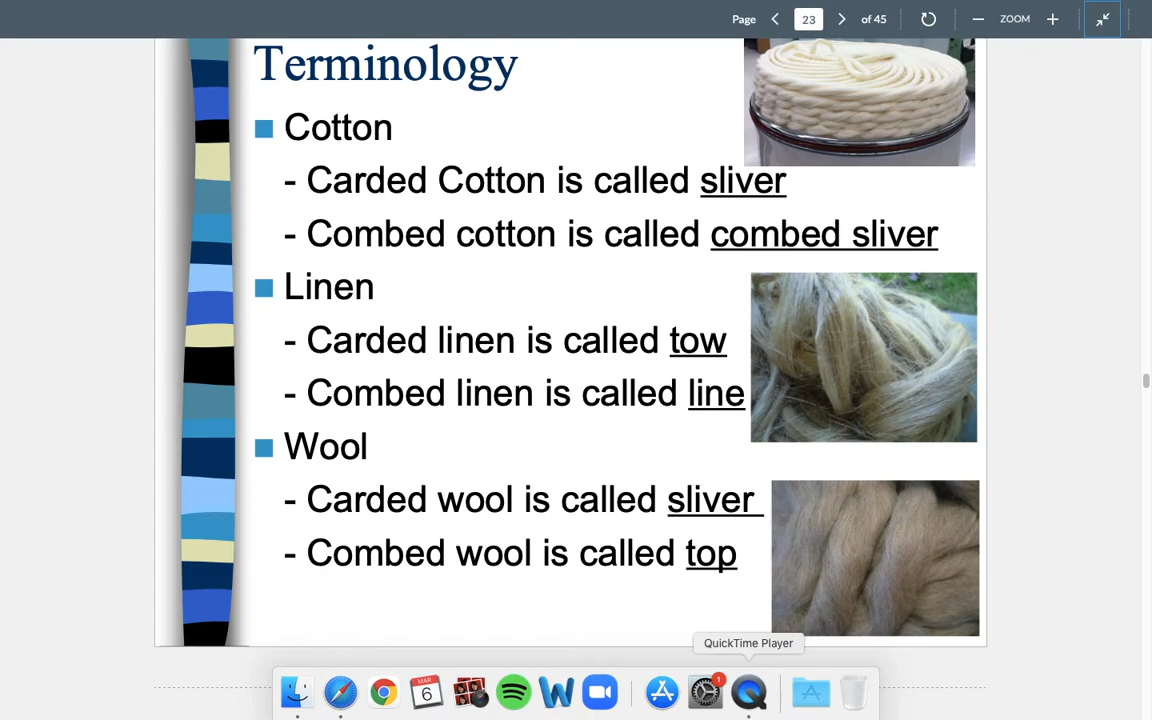 Page 23 of 45 ZOOM
Terminology
Cotton
- Carded Cotton is called sliver
- Combed cotton is called combed sliver
Linen
- Carded linen is called tow
- Combed linen is called line
Wool
- Carded wool is called sliver
- Combed wool is called top
QuickTime Player
MAR
6
1